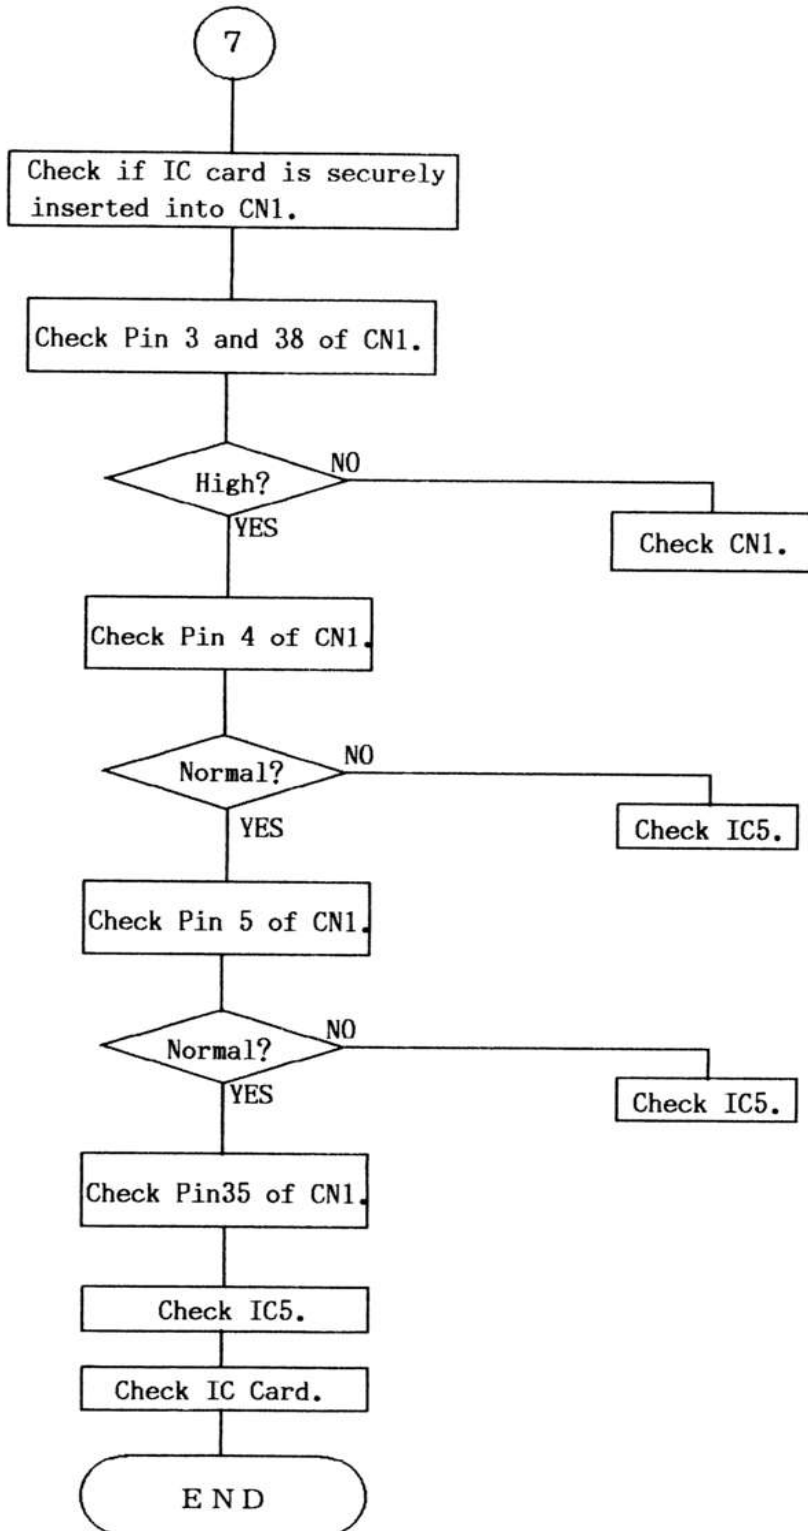 7
Check if IC card is securely
inserted into CN1.
Check Pin 3 and 38 of CN1.
High?
NO
YES
Check CN1.
Check Pin 4 of CN1.
Normal?
NO
YES
Check IC5.
Check Pin 5 of CN1.
Normal?
NO
YES
Check IC5.
Check Pin35 of CN1.
Check IC5.
Check IC Card.
END